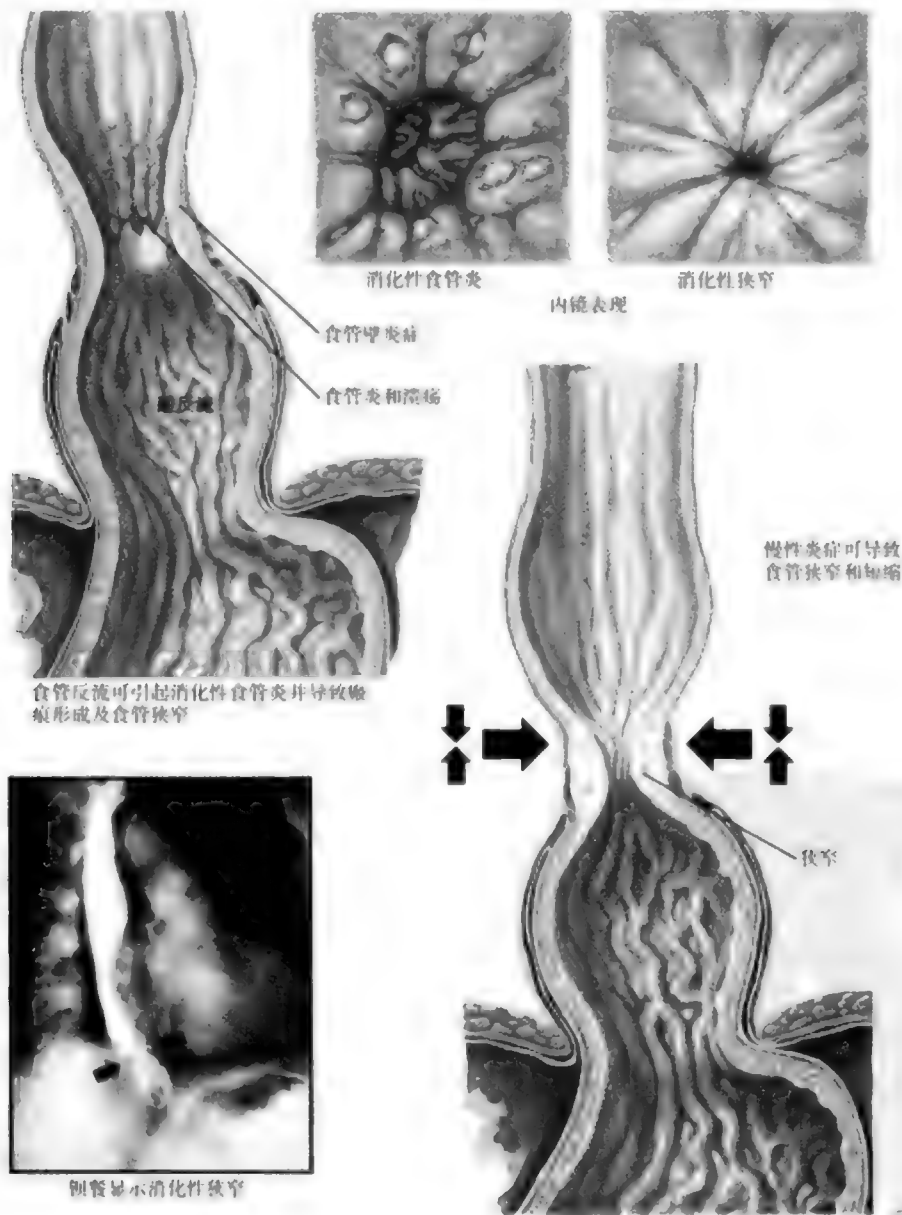 消化性食管炎
消化性狭窄
内镜表现
食管壁炎症
食管炎和溃疡
反流
慢性炎症可导致
食管狭窄和短缩
食管反流可引起消化性食管炎并导致瘢
痕形成及食管狭窄
狭窄
钡餐显示消化性狭窄